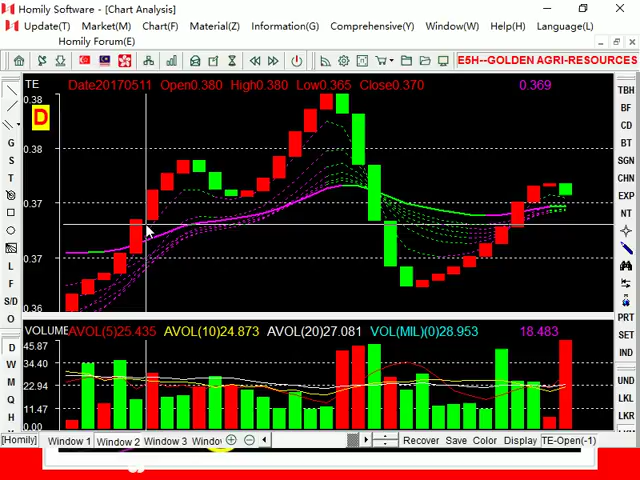 Homily Software - [Chart Analysis]
Update(T) Market(M) Chart(F) Material(Z) Information(G) Comprehensive(Y) Window(W) Help(H) Language(L)
Homily Forum(E)
E5H--GOLDEN AGRI-RESOURCES
TE Date20170511 Open0.380 High0.380 Low0.365 Close0.370 0.369
D
0.38
0.38
0.37
0.37
0.36
VOLUME AVOL(5)25.435 AVOL(10)24.873 AVOL(20)27.081 VOL(MIL)(0)28.953 18.483
45.87
34.40
22.94
11.47
0.00
G
S
T
L
F
S/D
O
D
W
M
Q
H
TBH
BF
CD
BT
SGN
CHN
EXP
NT
PRT
SET
IND
UND
LKL
LKR
[Homily] Window 1 Window 2 Window 3 Windo Recover Save Color Display TE-Open(-1)